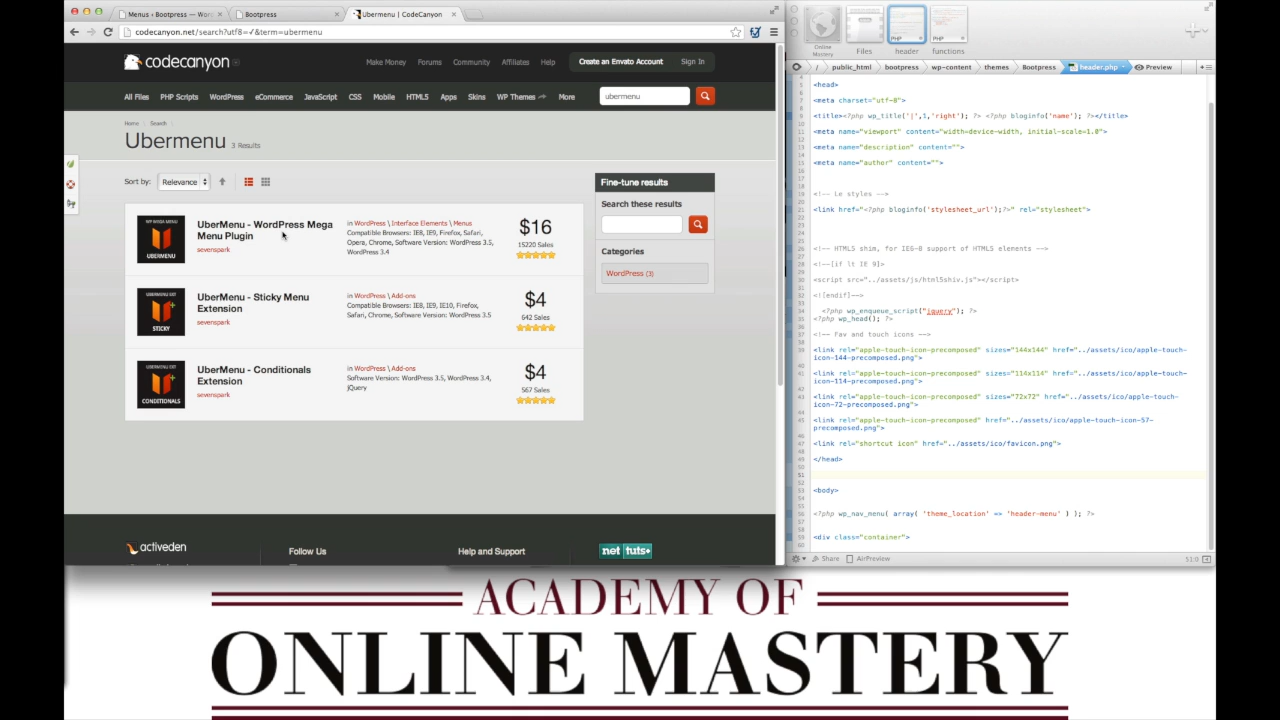 Menus ‹ Bootpress — Wor
Bootpress
Ubermenu | CodeCanyon
codecanyon.net/search?utf8=✓&term=ubermenu
codecanyon
Make Money Forums Community Affiliates Help Create an Envato Account Sign In
Files PHP Scripts WordPress eCommerce JavaScript CSS Mobile HTML5 Apps Skins WP Themes More
ubermenu
Home Search
Ubermenu 3 Results
Sort by: Relevance
WP MEGA MENU
UBERMENU
UberMenu - WordPress Mega
Menu Plugin
sevenspark
in WordPress \ Interface Elements \ Menus
Compatible Browsers: IE8, IE9, Firefox, Safari,
Opera, Chrome, Software Version: WordPress 3.5,
WordPress 3.4
$16
15220 Sales
UBERMENU EXT
STICKY
UberMenu - Sticky Menu
Extension
sevenspark
in WordPress \ Add-ons
Compatible Browsers: IE8, IE9, IE10, Firefox,
Safari, Chrome, Software Version: WordPress 3.5
$4
642 Sales
UBERMENU EXT
CONDITIONALS
UberMenu - Conditionals
Extension
sevenspark
in WordPress \ Add-ons
Software Version: WordPress 3.5, WordPress 3.4,
jQuery
$4
567 Sales
Fine-tune results
Search these results
Categories
WordPress (3)
activeden
Follow Us
Help and Support
net tuts+
Online
Mastery
Files
PHP
header
PHP
functions
/ public_html bootpress wp-content themes Bootpress header.php Preview
<head>
<meta charset="utf-8">
<title><?php wp_title('|',1,'right'); ?> <?php bloginfo('name'); ?></title>
<meta name="viewport" content="width=device-width, initial-scale=1.0">
<meta name="description" content="">
<meta name="author" content="">
<!-- Le styles -->
<link href="<?php bloginfo('stylesheet_url');?>" rel="stylesheet">
<!-- HTML5 shim, for IE6-8 support of HTML5 elements -->
<!--[if lt IE 9]>
<script src="../assets/js/html5shiv.js"></script>
<![endif]-->
<?php wp_enqueue_script("jquery"); ?>
<?php wp_head(); ?>
<!-- Fav and touch icons -->
<link rel="apple-touch-icon-precomposed" sizes="144x144" href="../assets/ico/apple-touch-
icon-144-precomposed.png">
<link rel="apple-touch-icon-precomposed" sizes="114x114" href="../assets/ico/apple-touch-
icon-114-precomposed.png">
<link rel="apple-touch-icon-precomposed" sizes="72x72" href="../assets/ico/apple-touch-
icon-72-precomposed.png">
<link rel="apple-touch-icon-precomposed" href="../assets/ico/apple-touch-icon-57-
precomposed.png">
<link rel="shortcut icon" href="../assets/ico/favicon.png">
</head>
<body>
<?php wp_nav_menu( array( 'theme_location' => 'header-menu' ) ); ?>
<div class="container">
Share AirPreview
51:0
ACADEMY OF
ONLINE MASTERY